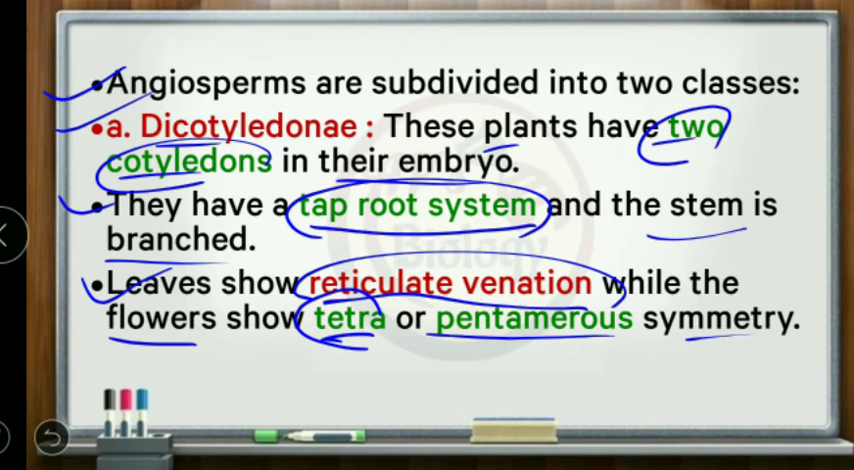 •Angiosperms are subdivided into two classes:
•a. Dicotyledonae : These plants have two
cotyledons in their embryo.
•They have a tap root system and the stem is
branched.
•Leaves show reticulate venation while the
flowers show tetra or pentamerous symmetry.
Biology